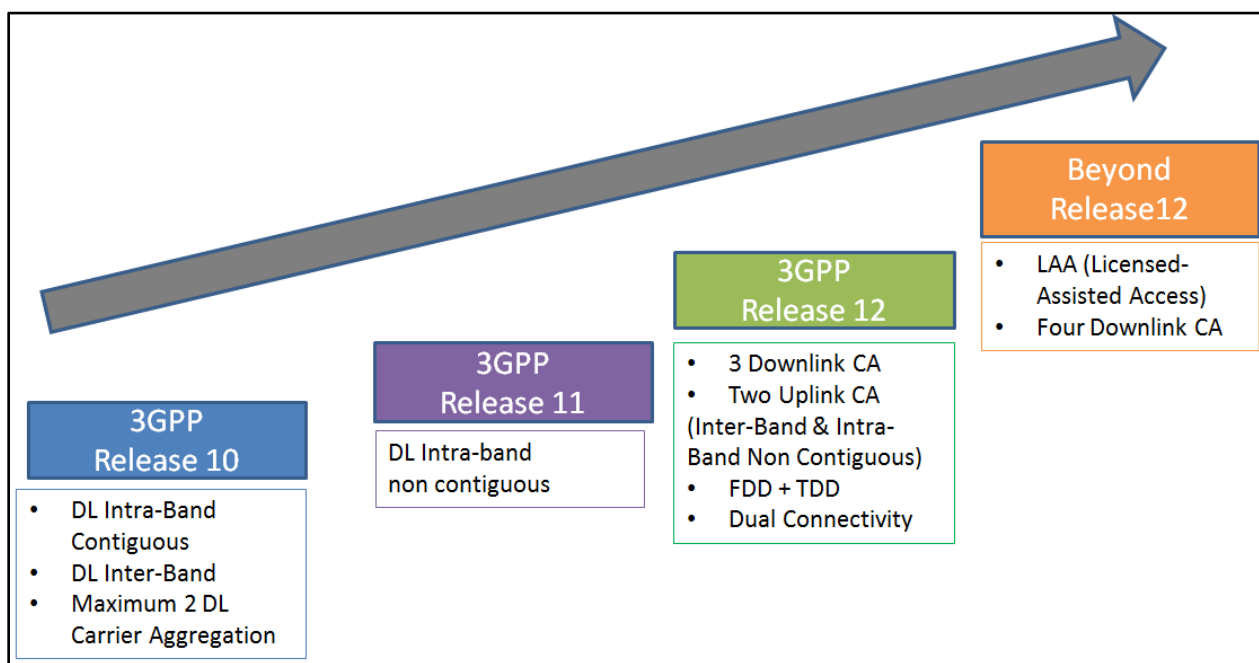 3GPP
Release 10
• DL Intra-Band
Contiguous
• DL Inter-Band
• Maximum 2 DL
Carrier Aggregation
3GPP
Release 11
DL Intra-band
non contiguous
3GPP
Release 12
• 3 Downlink CA
• Two Uplink CA
(Inter-Band & Intra-
Band Non Contiguous)
• FDD + TDD
• Dual Connectivity
Beyond
Release12
• LAA (Licensed-
Assisted Access)
• Four Downlink CA